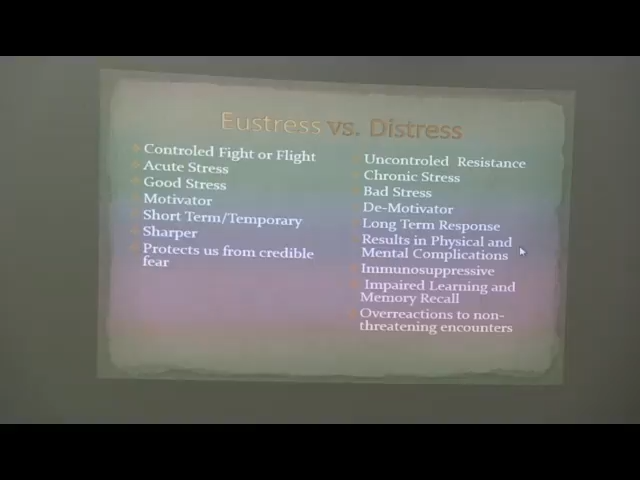 Eustress vs. Distress
Controled Fight or Flight
Acute Stress
Good Stress
Motivator
Short Term/Temporary
Sharper
Protects us from credible
fear
Uncontroled Resistance
Chronic Stress
Bad Stress
De-Motivator
Long Term Response
Results in Physical and
Mental Complications
Immunosuppressive
Impaired Learning and
Memory Recall
Overreactions to non-
threatening encounters